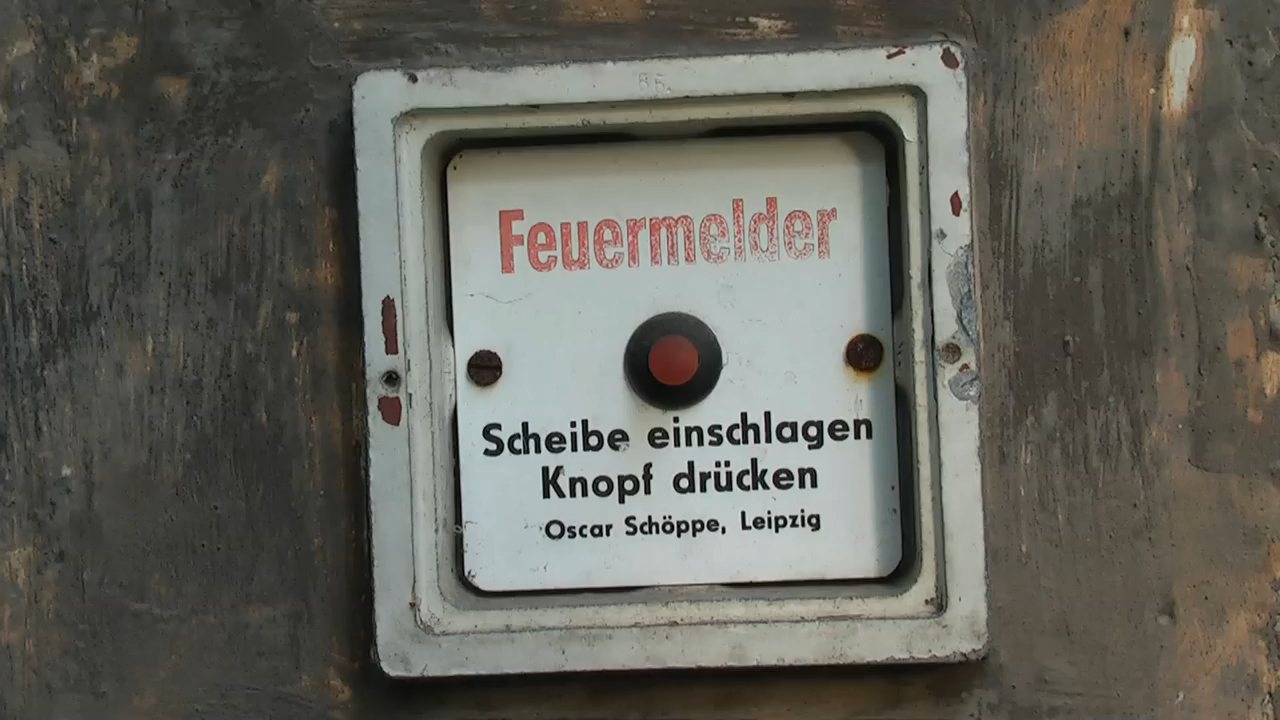 Feuermelder
Scheibe einschlagen
Knopf drücken
Oscar Schöppe, Leipzig